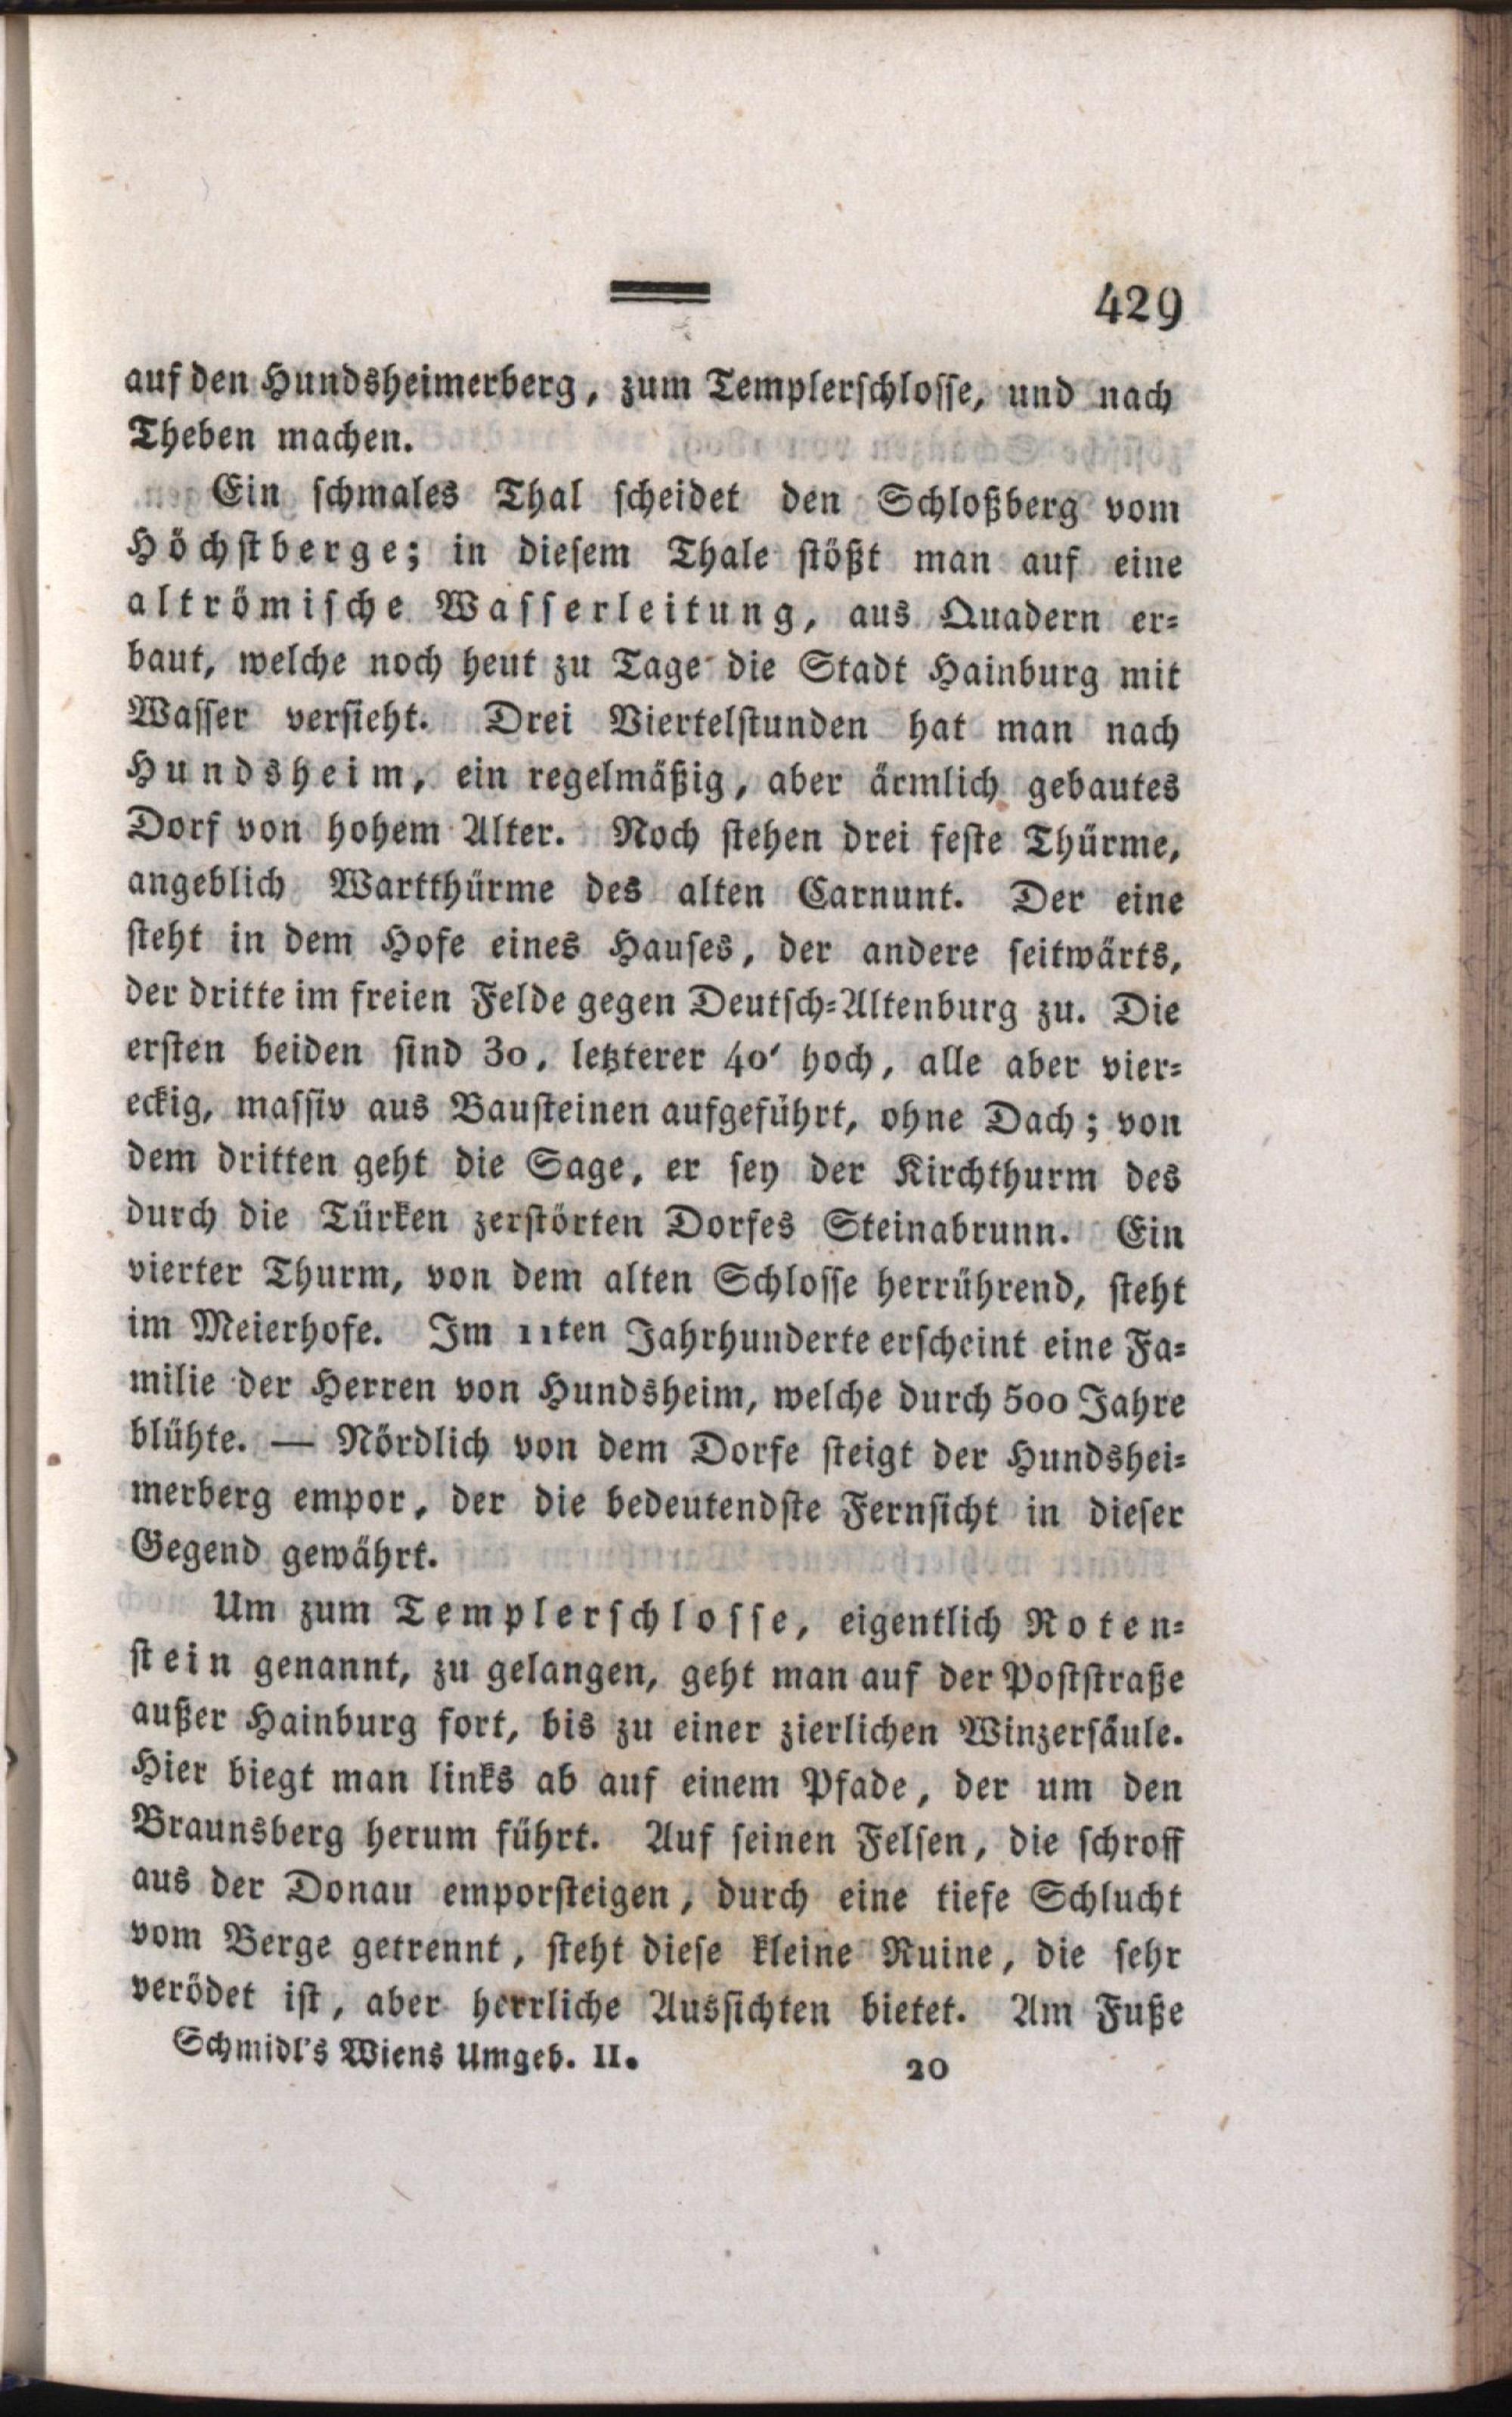 429
auf den Hundsheimerberg, zum Templerschlosse, und nach
Theben machen.
Ein schmales Thal scheidet den Schloßberg vom
Höchstberge; in diesem Thale stößt man auf eine
altrömische Wasserleitung, aus Quadern er=
baut, welche noch heut zu Tage die Stadt Hainburg mit
Wasser versieht. Drei Viertelstunden hat man nach
Hundsheim, ein regelmäßig, aber ärmlich gebautes
Dorf von hohem Alter. Noch stehen drei feste Thürme,
angeblich Wartthürme des alten Carnunt. Der eine
steht in dem Hofe eines Hauses, der andere seitwärts,
der dritte im freien Felde gegen Deutsch=Altenburg zu. Die
ersten beiden sind 30, letzterer 40' hoch, alle aber vier=
eckig, massiv aus Bausteinen aufgeführt, ohne Dach; von
dem dritten geht die Sage, er sey der Kirchthurm des
durch die Türken zerstörten Dorfes Steinabrunn. Ein
vierter Thurm, von dem alten Schlosse herrührend, steht
im Meierhofe. Im 11ten Jahrhunderte erscheint eine Fa=
milie der Herren von Hundsheim, welche durch 500 Jahre
blühte. — Nördlich von dem Dorfe steigt der Hundshei=
merberg empor, der die bedeutendste Fernsicht in dieser
Gegend gewährt.
Um zum Templerschlosse, eigentlich Roten=
stein genannt, zu gelangen, geht man auf der Poststraße
außer Hainburg fort, bis zu einer zierlichen Winzersäule.
Hier biegt man links ab auf einem Pfade, der um den
Braunsberg herum führt. Auf seinen Felsen, die schroff
aus der Donau emporsteigen, durch eine tiefe Schlucht
vom Berge getrennt, steht diese kleine Ruine, die sehr
verödet ist, aber herrliche Aussichten bietet. Am Fuße
Schmidl's Wiens Umgeb. II. 20